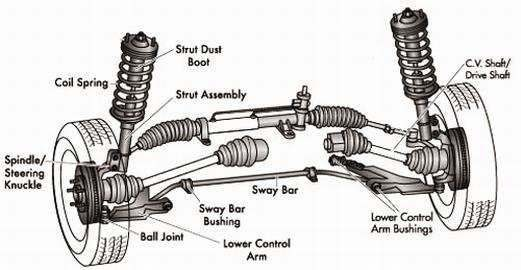 Strut Dust
Boot
Coil Spring
Strut Assembly
C.V. Shaft/
Drive Shaft
Spindle/
Steering
Knuckle
Sway Bar
Sway Bar
Bushing
Ball Joint
Lower Control
Arm
Lower Control
Arm Bushings